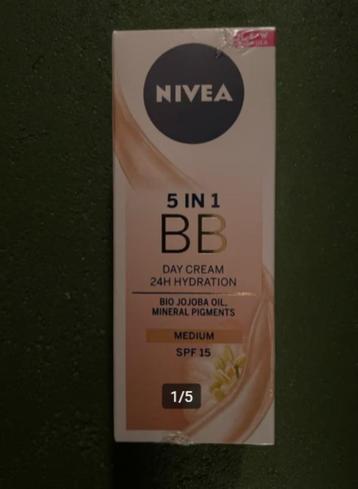 NEW
NIVEA
5 IN 1
BB
DAY CREAM
24H HYDRATION
BIO JOJOBA OIL,
MINERAL PIGMENTS
MEDIUM
SPF 15
1/5